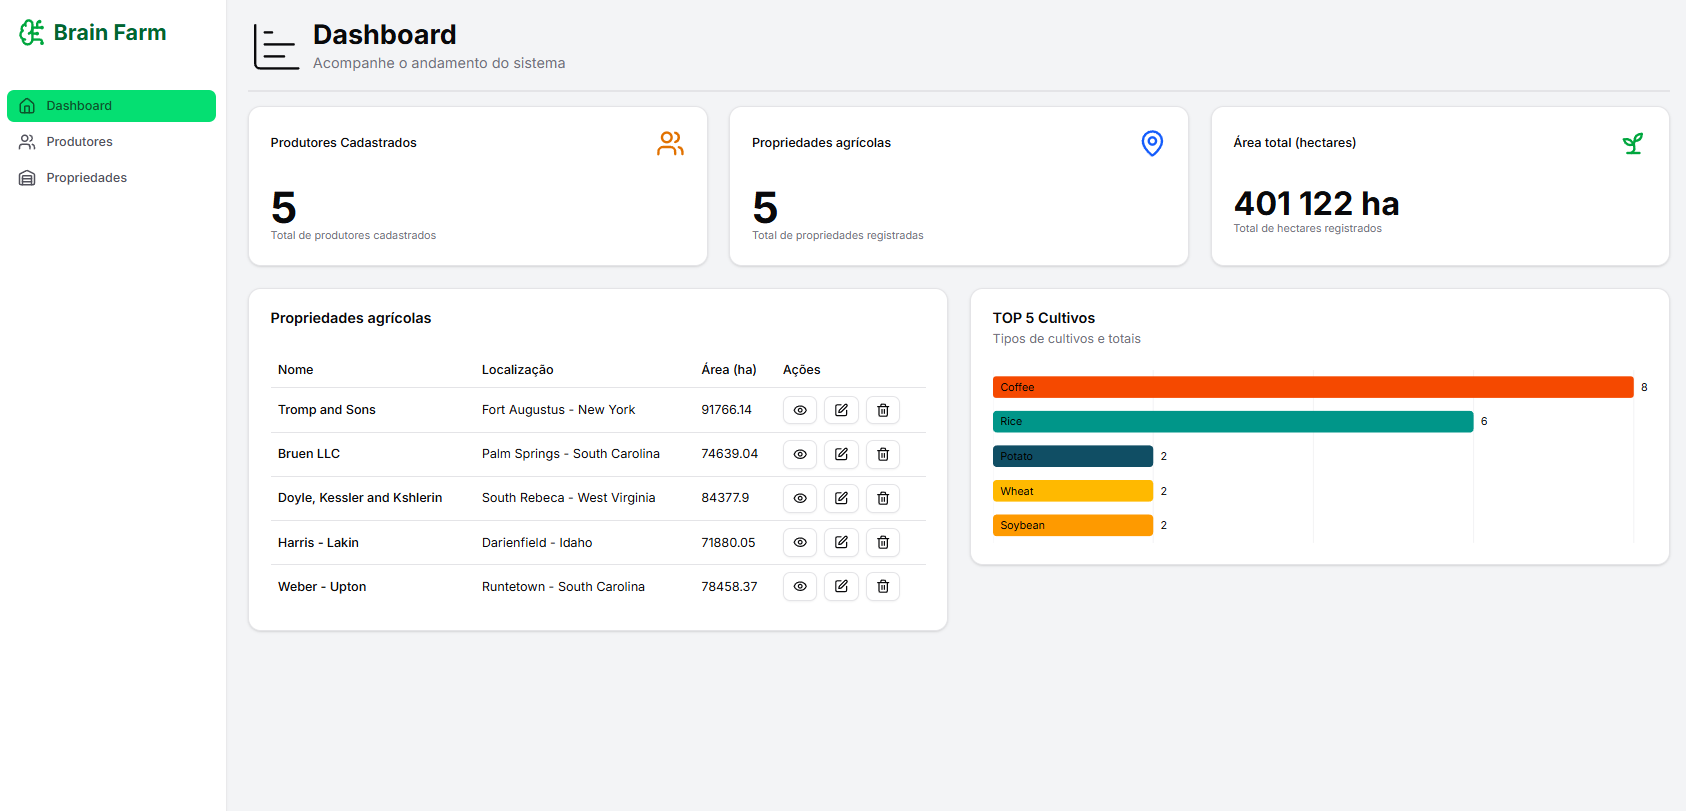 Brain Farm
Dashboard
Produtores
Propriedades
Dashboard
Acompanhe o andamento do sistema
Produtores Cadastrados
5
Total de produtores cadastrados
Propriedades agrícolas
5
Total de propriedades registradas
Área total (hectares)
401 122 ha
Total de hectares registrados
Propriedades agrícolas
Nome Localização Área (ha) Ações
Tromp and Sons Fort Augustus - New York 91766.14
Bruen LLC Palm Springs - South Carolina 74639.04
Doyle, Kessler and Kshlerin South Rebeca - West Virginia 84377.9
Harris - Lakin Darienfield - Idaho 71880.05
Weber - Upton Runtetown - South Carolina 78458.37
TOP 5 Cultivos
Tipos de cultivos e totais
Coffee 8
Rice 6
Potato 2
Wheat 2
Soybean 2